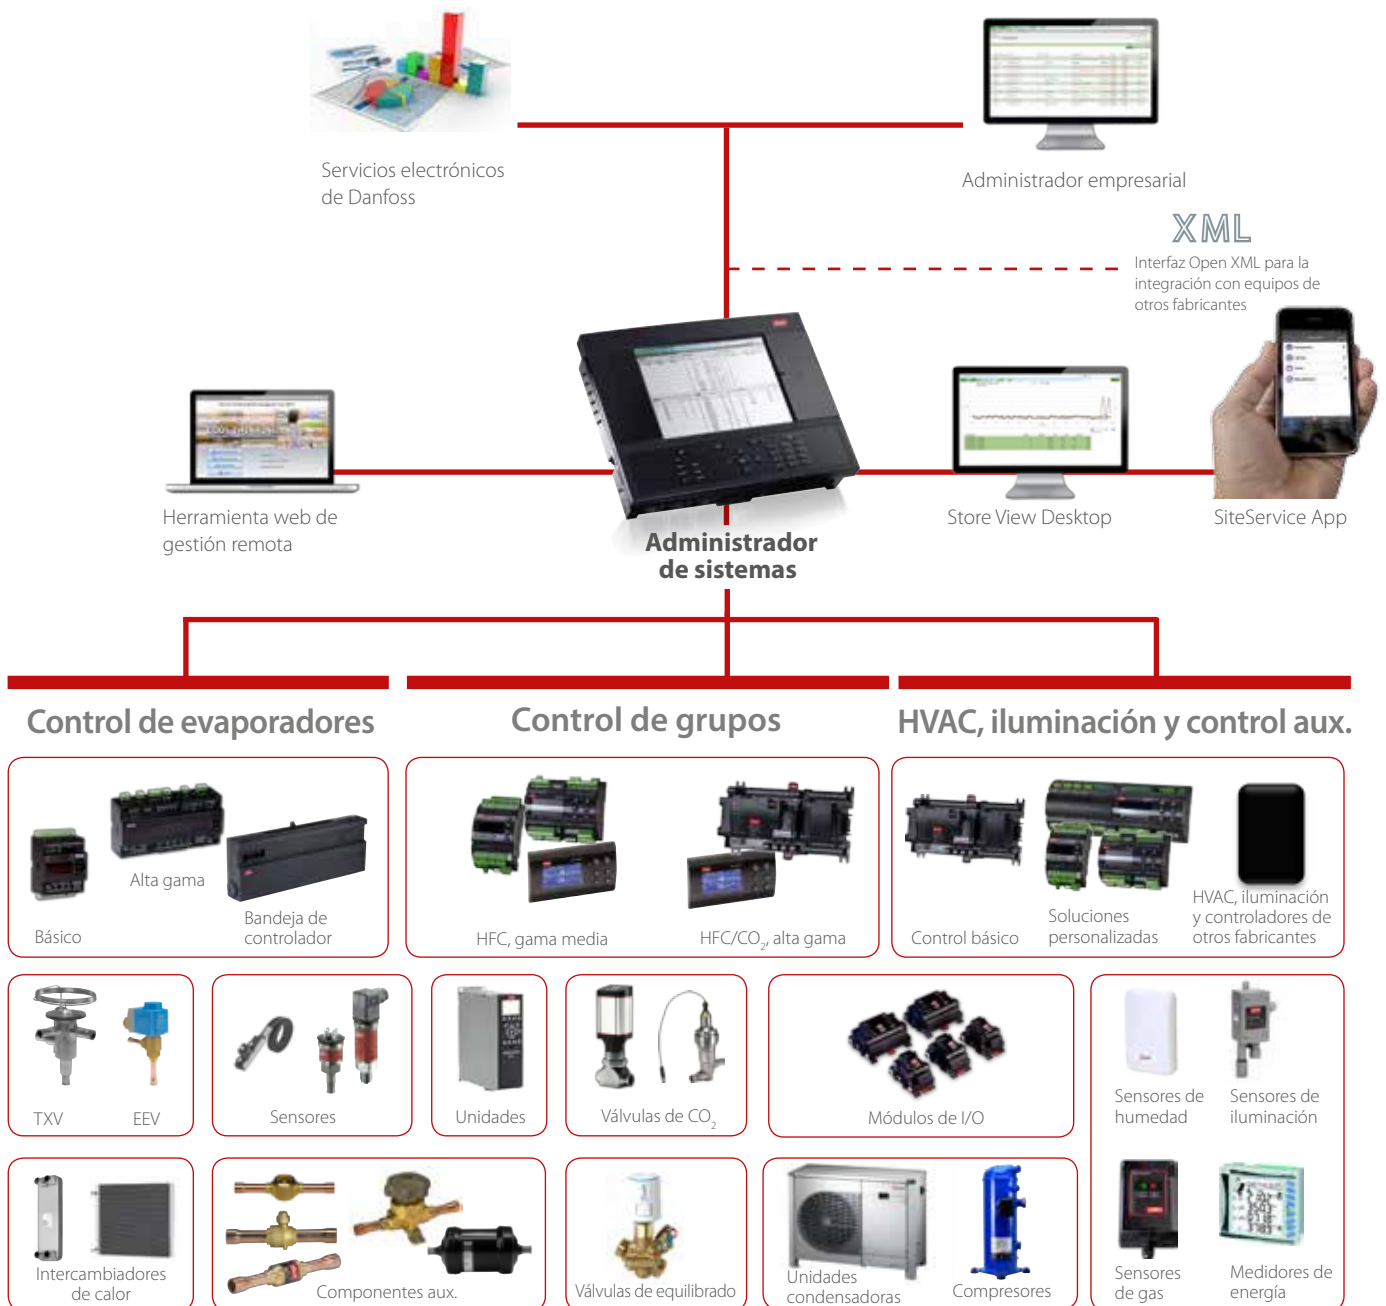 Servicios electrónicos
de Danfoss
Administrador empresarial
XML
Interfaz Open XML para la
integración con equipos de
otros fabricantes
Herramienta web de
gestión remota
Administrador
de sistemas
Store View Desktop
SiteService App
Control de evaporadores
Control de grupos
HVAC, iluminación y control aux.
Básico
Alta gama
Bandeja de
controlador
HFC, gama media
HFC/CO₂, alta gama
Control básico
Soluciones
personalizadas
HVAC, iluminación
y controladores de
otros fabricantes
TXV
EEV
Sensores
Unidades
Válvulas de CO₂
Módulos de I/O
Sensores de
humedad
Sensores de
iluminación
Intercambiadores
de calor
Componentes aux.
Válvulas de equilibrado
Unidades
condensadoras
Compresores
Sensores
de gas
Medidores de
energía